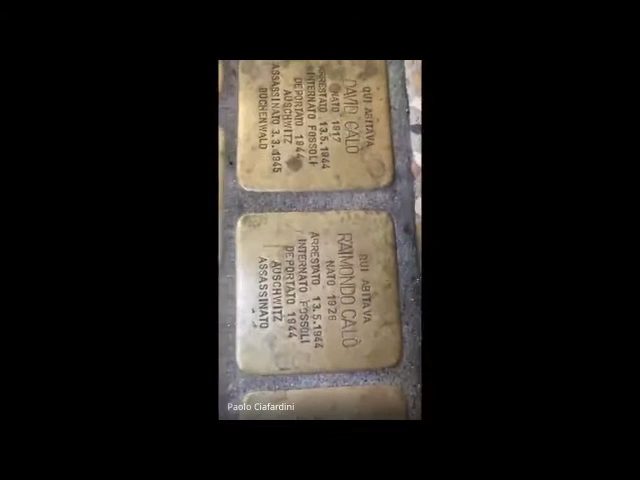 QUI ABITAVA
DAVID CALÒ
NATO 1917
ARRESTATO 13.5.1944
INTERNATO FOSSOLI
DEPORTATO 1944
AUSCHWITZ
ASSASSINATO 3.3.1945
BUCHENWALD
QUI ABITAVA
RAIMONDO CALÒ
NATO 1926
ARRESTATO 13.5.1944
INTERNATO FOSSOLI
DEPORTATO 1944
AUSCHWITZ
ASSASSINATO
Paolo Ciafardini